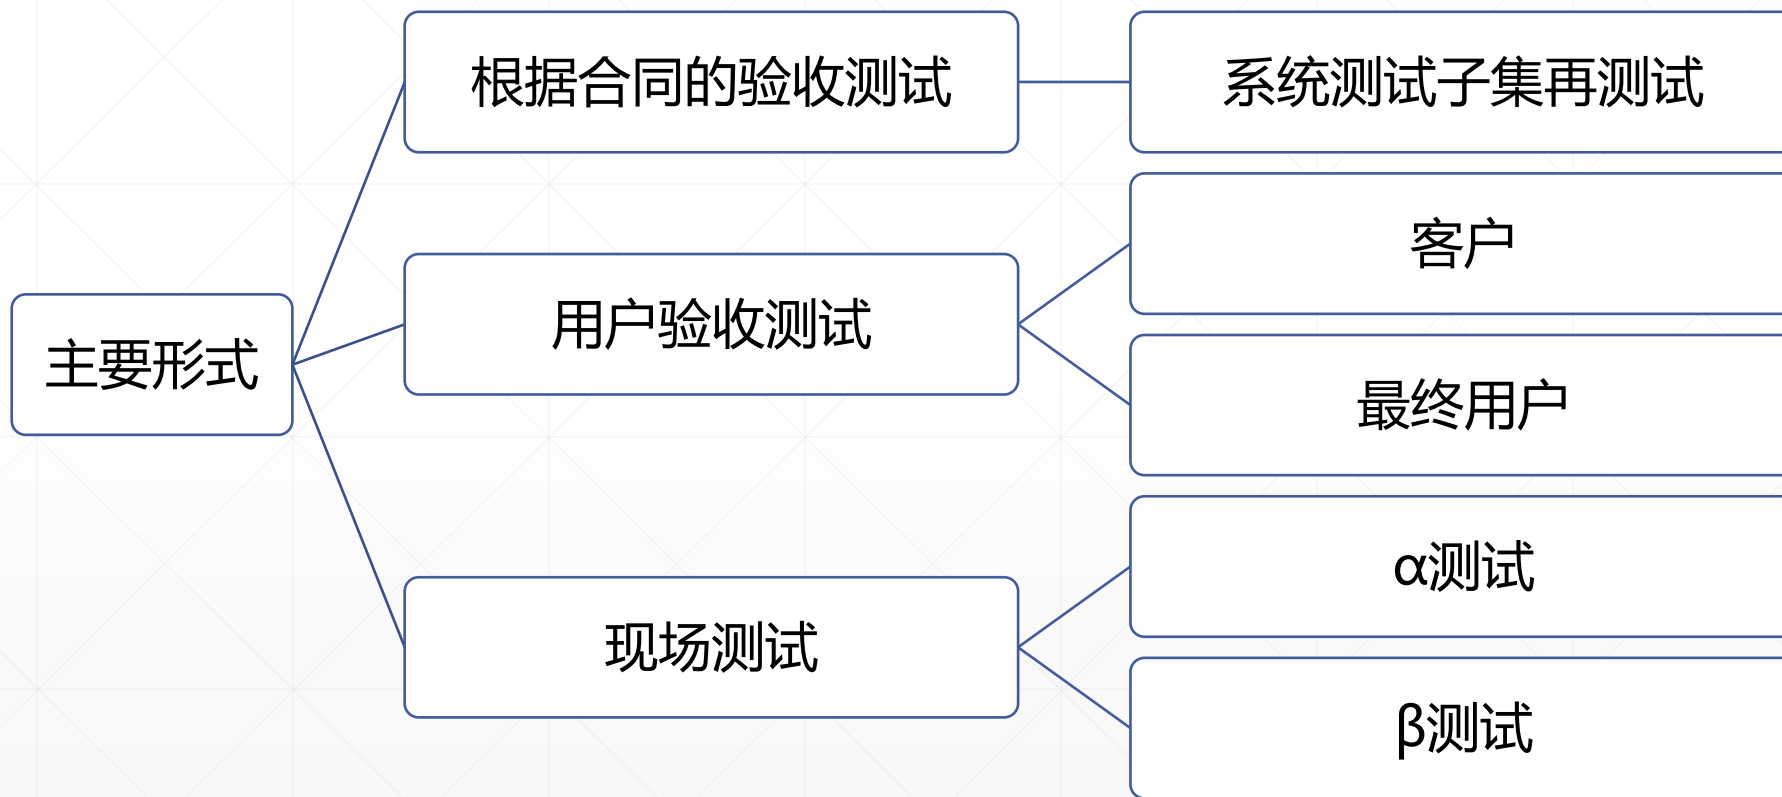 主要形式
根据合同的验收测试
系统测试子集再测试
用户验收测试
客户
最终用户
现场测试
α测试
β测试